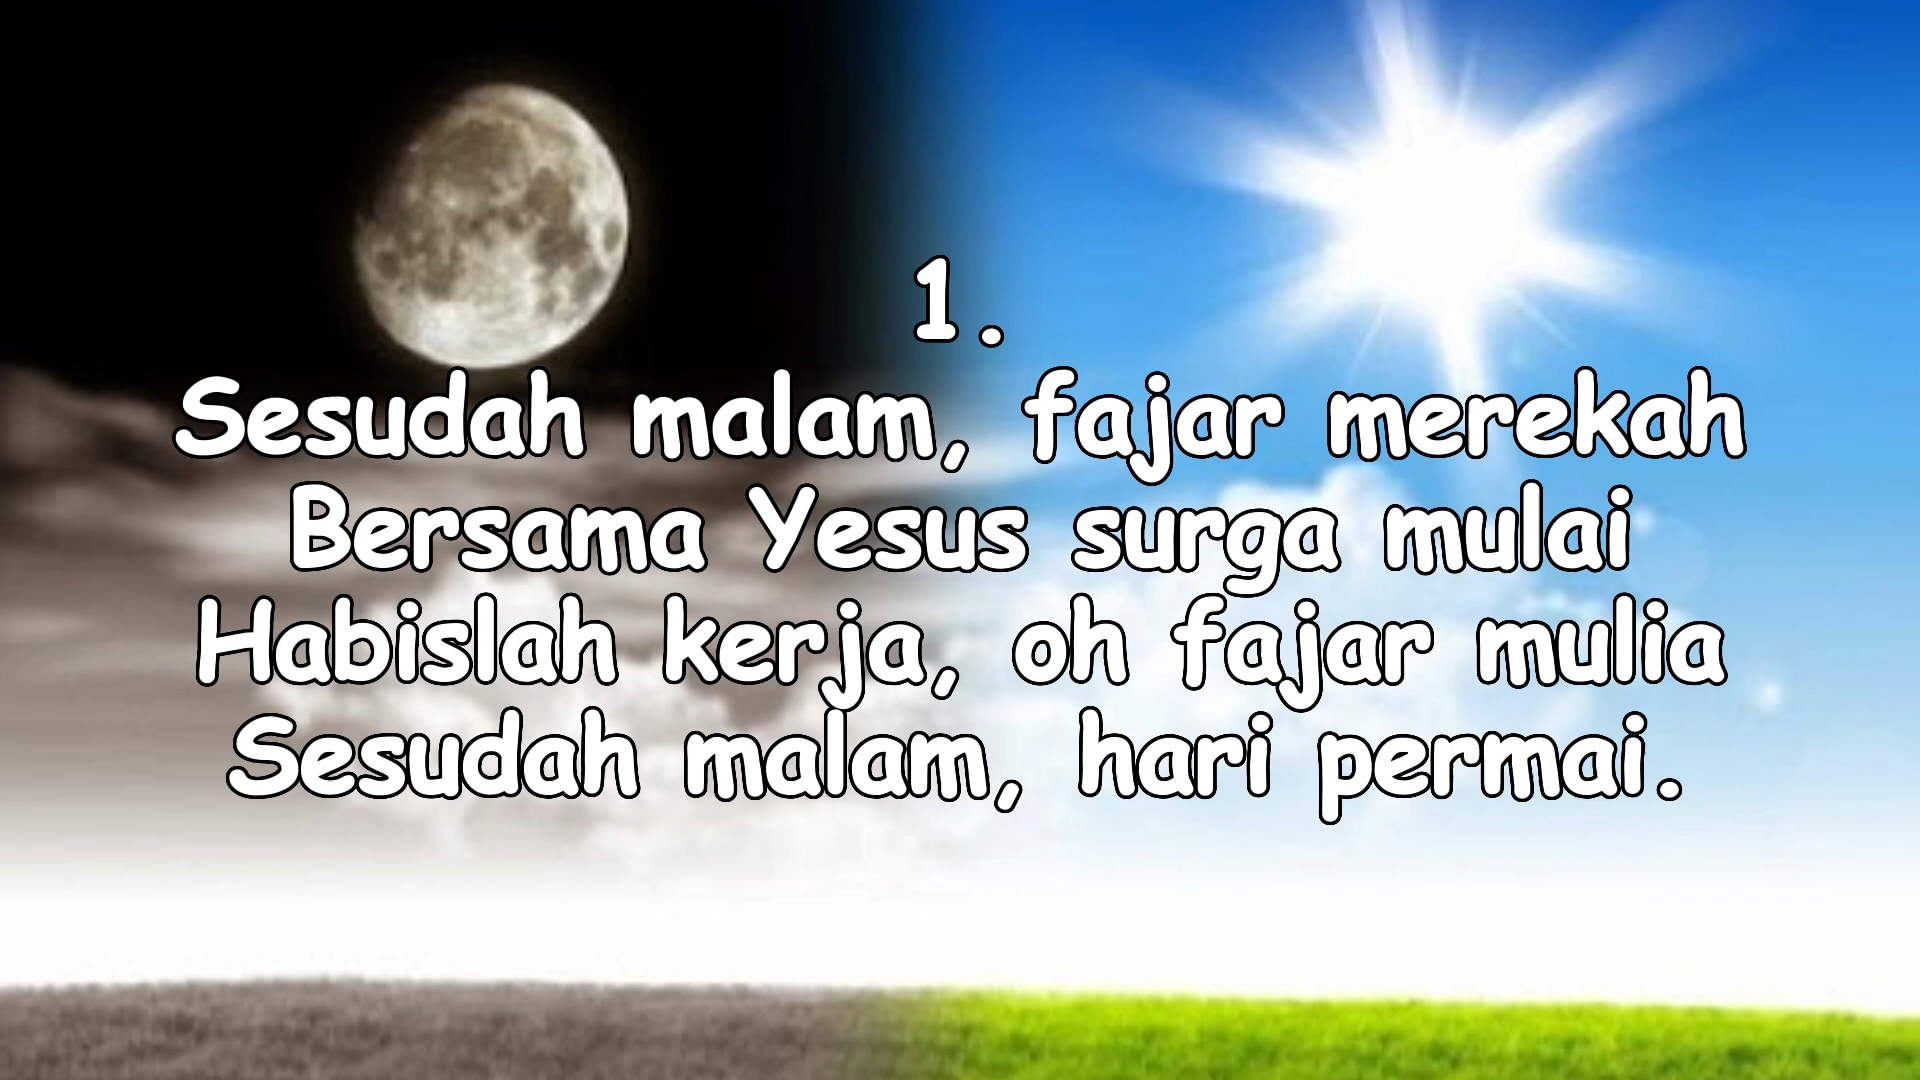 1.
Sesudah malam, fajar merekah
Bersama Yesus surga mulai
Habislah kerja, oh fajar mulia
Sesudah malam, hari permai.